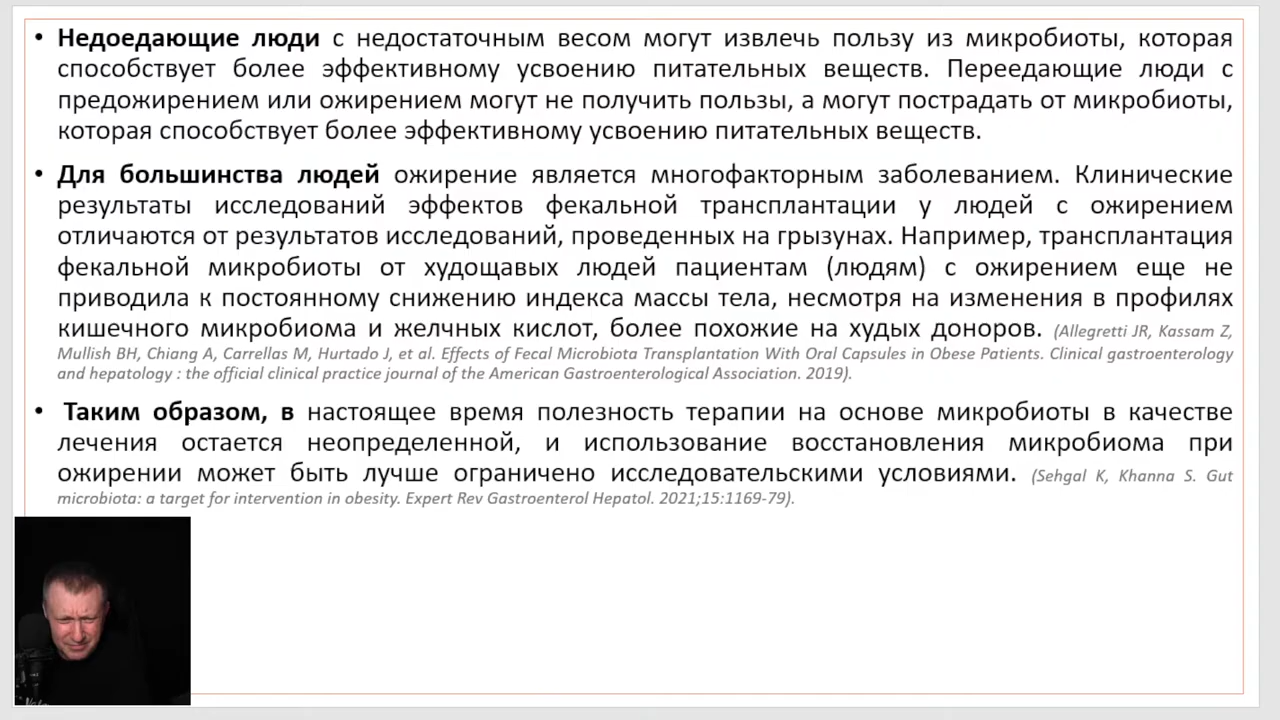 • Недоедающие люди с недостаточным весом могут извлечь пользу из микробиоты, которая
способствует более эффективному усвоению питательных веществ. Переедающие люди с
предожирением или ожирением могут не получить пользы, а могут пострадать от микробиоты,
которая способствует более эффективному усвоению питательных веществ.
• Для большинства людей ожирение является многофакторным заболеванием. Клинические
результаты исследований эффектов фекальной трансплантации у людей с ожирением
отличаются от результатов исследований, проведенных на грызунах. Например, трансплантация
фекальной микробиоты от худощавых людей пациентам (людям) с ожирением еще не
приводила к постоянному снижению индекса массы тела, несмотря на изменения в профилях
кишечного микробиома и желчных кислот, более похожие на худых доноров. (Allegretti JR, Kassam Z,
Mullish BH, Chiang A, Carrellas M, Hurtado J, et al. Effects of Fecal Microbiota Transplantation With Oral Capsules in Obese Patients. Clinical gastroenterology
and hepatology : the official clinical practice journal of the American Gastroenterological Association. 2019).
• Таким образом, в настоящее время полезность терапии на основе микробиоты в качестве
лечения остается неопределенной, и использование восстановления микробиома при
ожирении может быть лучше ограничено исследовательскими условиями. (Sehgal K, Khanna S. Gut
microbiota: a target for intervention in obesity. Expert Rev Gastroenterol Hepatol. 2021;15:1169-79).